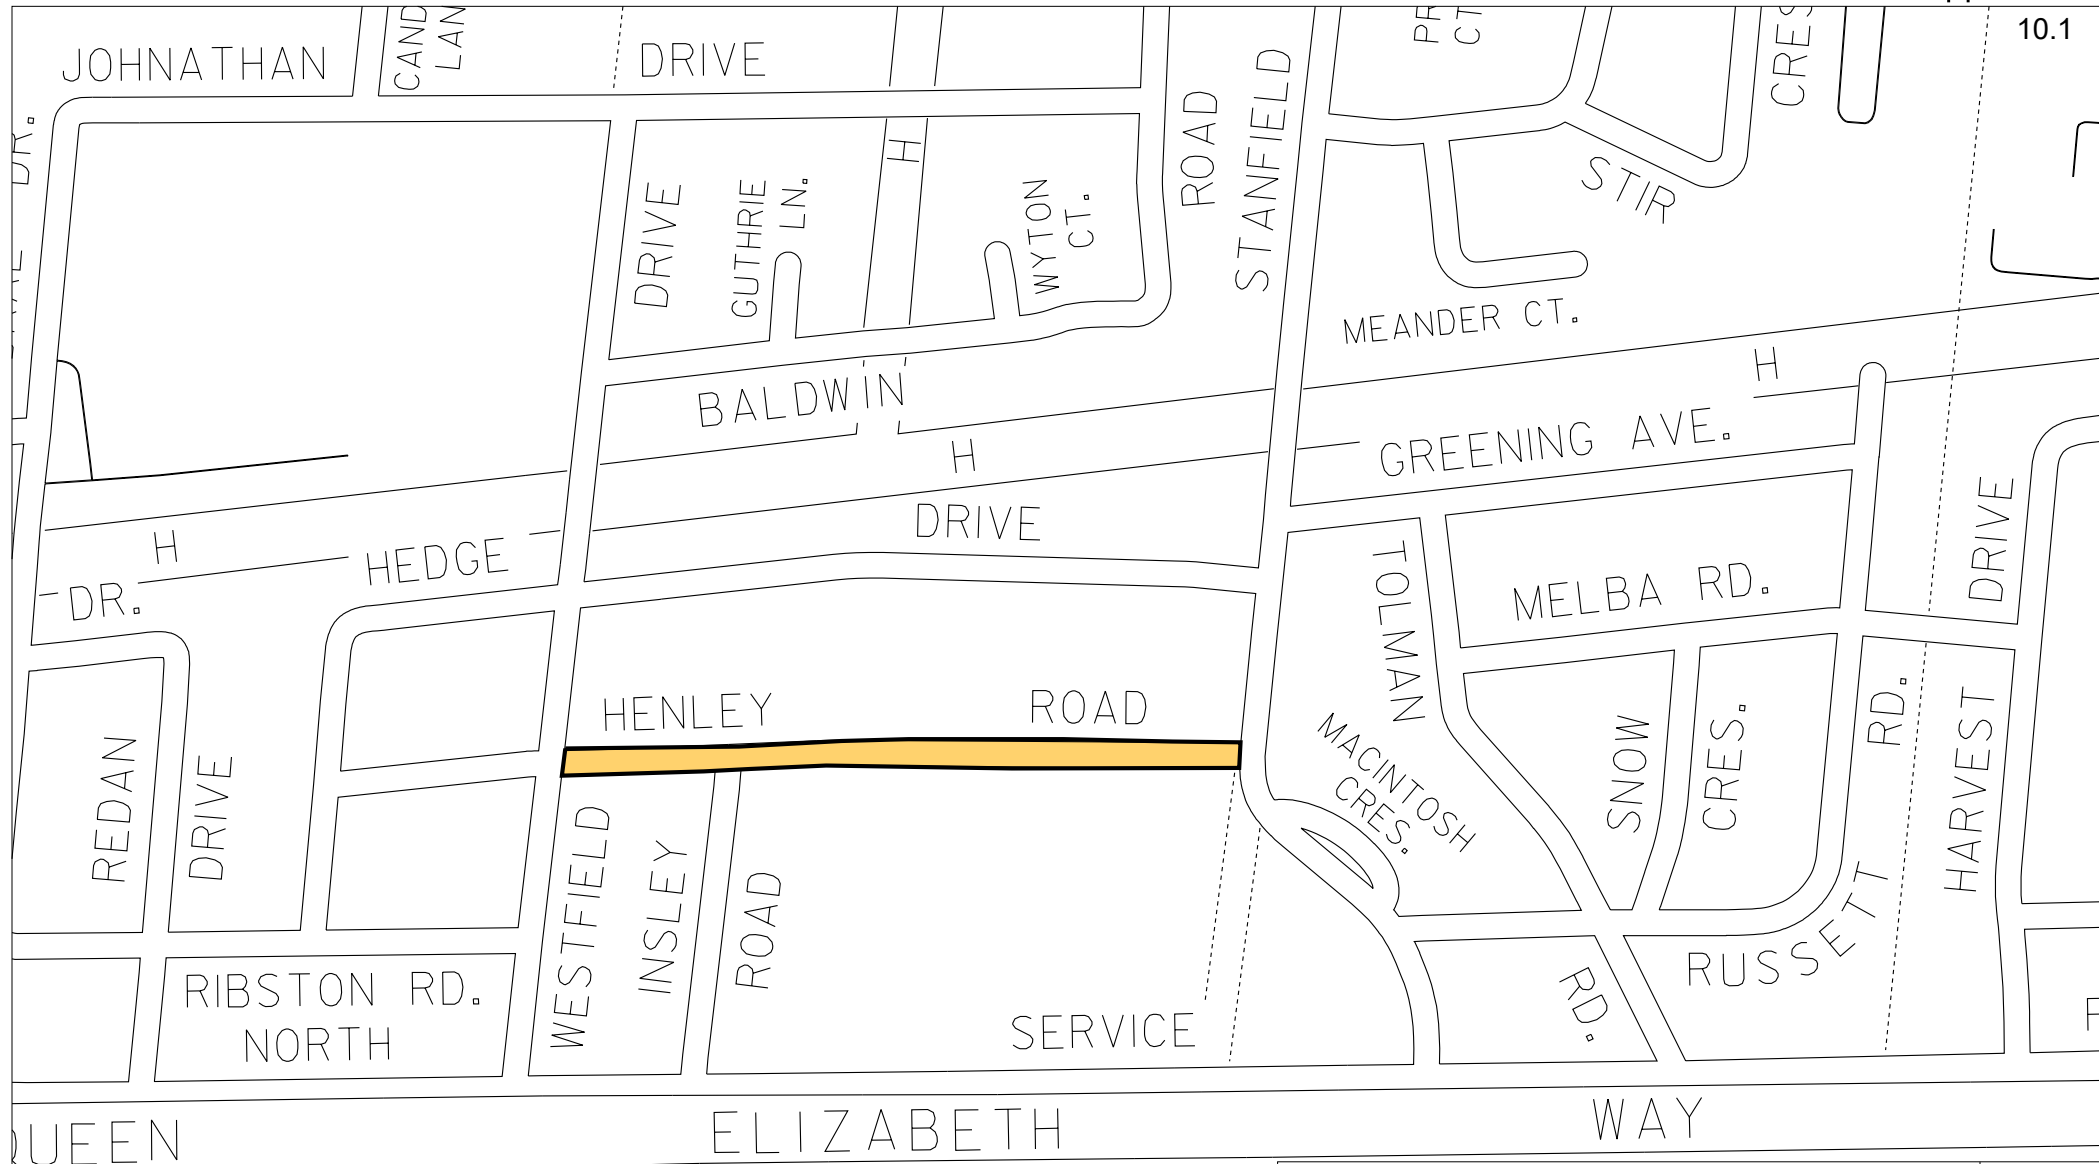 10.1
JOHNATHAN
DRIVE
STANFIELD
ROAD
DR.
DRIVE
GUTHRIE
LN.
H
WYTON
CT.
STIR
MEANDER CT.
BALDWIN
H
H
GREENING AVE.
H
HEDGE
DRIVE
DR.
DRIVE
TOLMAN
MELBA RD.
HENLEY
ROAD
MACINTOSH
CRES.
REDAN
DRIVE
SNOW
CRES.
RD.
HARVEST
WESTFIELD
INSLEY
ROAD
RUSSETT
RD.
RIBSTON RD.
NORTH
SERVICE
QUEEN
ELIZABETH
WAY